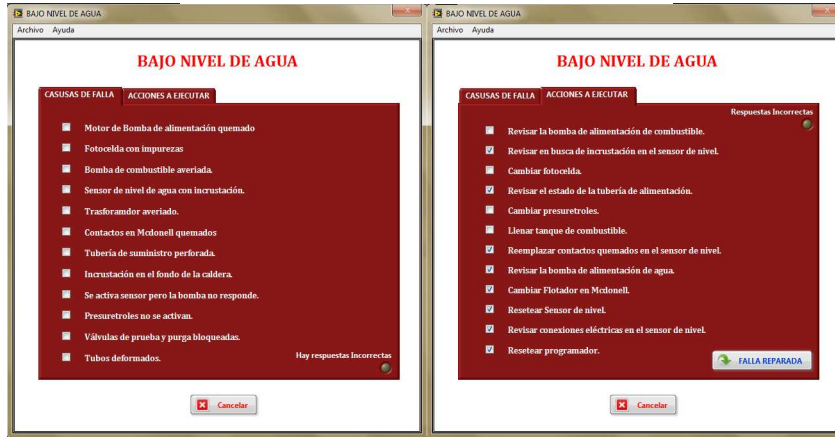 BAJO NIVEL DE AGUA
Archivo Ayuda
BAJO NIVEL DE AGUA
CASUSAS DE FALLA ACCIONES A EJECUTAR
Motor de Bomba de alimentación quemado
Fotocelda con impurezas
Bomba de combustible averiada.
Sensor de nivel de agua con incrustación.
Trasforamdor averiado.
Contactos en Mcdonell quemados
Tubería de suministro perforada.
Incrustación en el fondo de la caldera.
Se activa sensor pero la bomba no responde.
Presuretroles no se activan.
Válvulas de prueba y purga bloqueadas.
Tubos deformados.
Hay respuestas Incorrectas
Cancelar
BAJO NIVEL DE AGUA
Archivo Ayuda
BAJO NIVEL DE AGUA
CASUSAS DE FALLA ACCIONES A EJECUTAR
Respuestas Incorrectas
Revisar la bomba de alimentación de combustible.
Revisar en busca de incrustación en el sensor de nivel.
Cambiar fotocelda.
Revisar el estado de la tubería de alimentación.
Cambiar presuretroles.
Llenar tanque de combustible.
Reemplazar contactos quemados en el sensor de nivel.
Revisar la bomba de alimentación de agua.
Cambiar Flotador en Mcdonell.
Resetear Sensor de nivel.
Revisar conexiones eléctricas en el sensor de nivel.
Resetear programador.
FALLA REPARADA
Cancelar